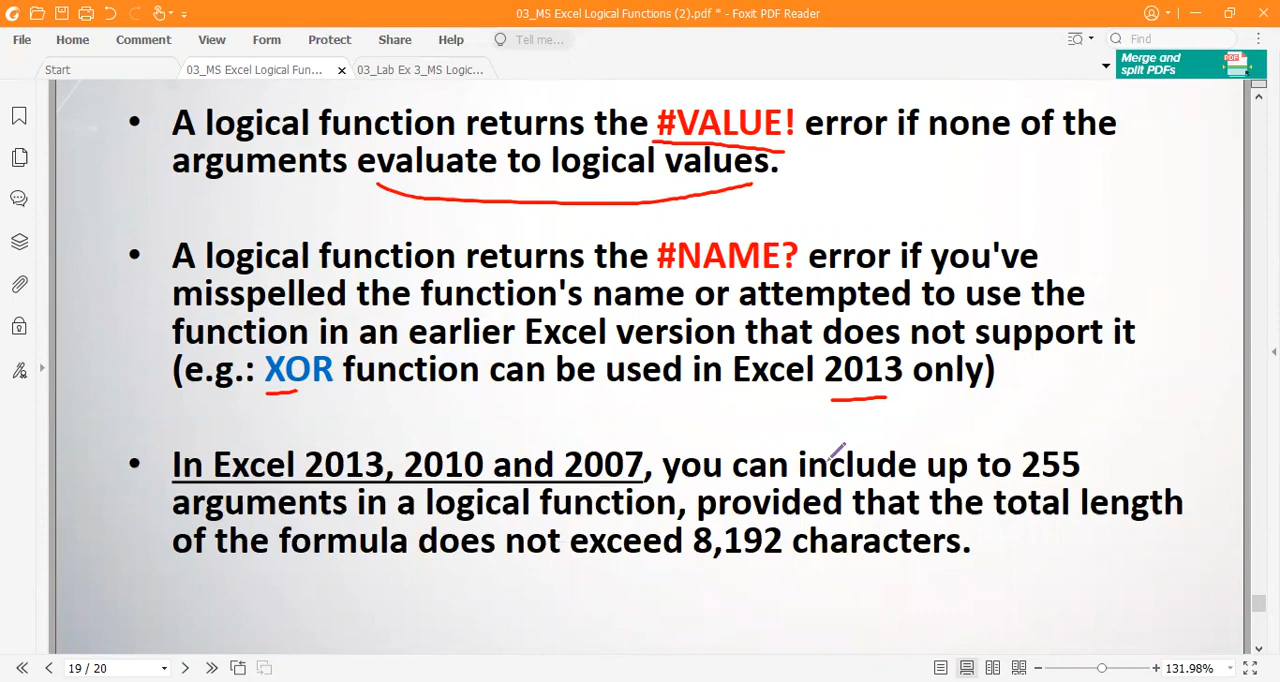 03_MS Excel Logical Functions (2).pdf * - Foxit PDF Reader
File Home Comment View Form Protect Share Help Tell me... Find
Start 03_MS Excel Logical Fun... 03_Lab Ex 3_MS Logic... Merge and
split PDFs
• A logical function returns the #VALUE! error if none of the
arguments evaluate to logical values.
• A logical function returns the #NAME? error if you've
misspelled the function's name or attempted to use the
function in an earlier Excel version that does not support it
(e.g.: XOR function can be used in Excel 2013 only)
• In Excel 2013, 2010 and 2007, you can include up to 255
arguments in a logical function, provided that the total length
of the formula does not exceed 8,192 characters.
19 / 20 131.98%